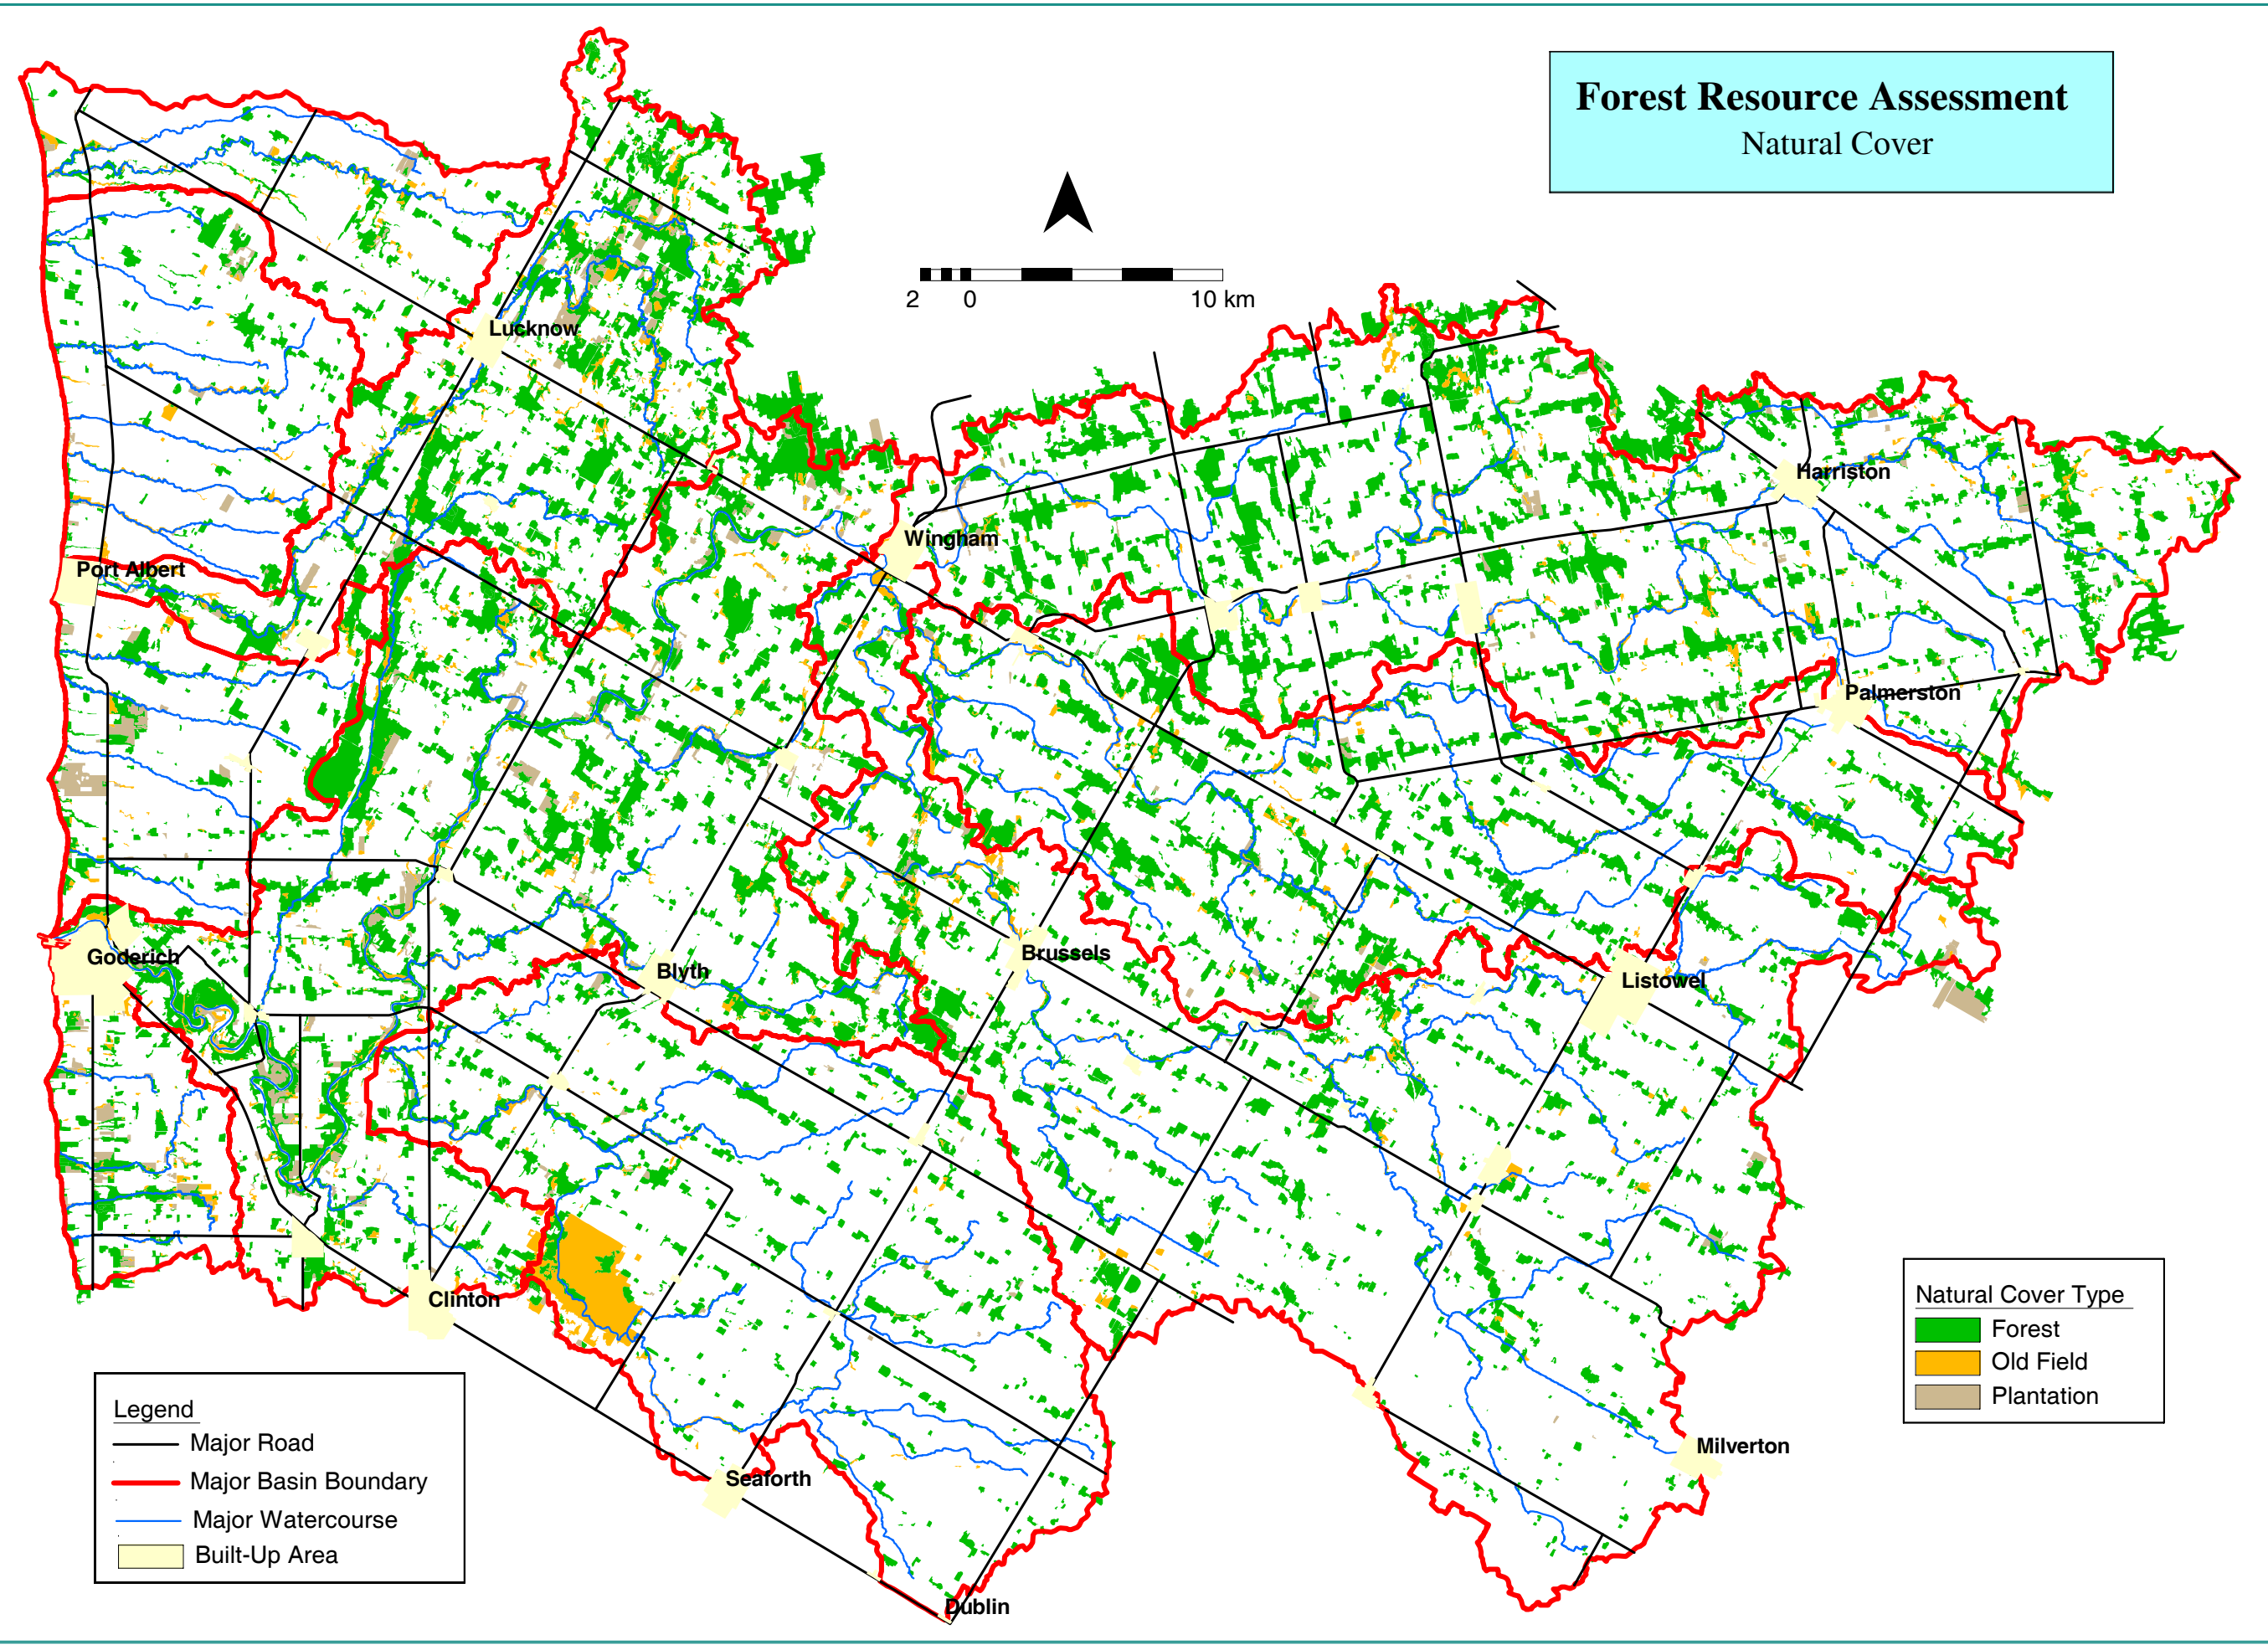 Forest Resource Assessment
Natural Cover
2 0 10 km
Lucknow
Harriston
Wingham
Port Albert
Palmerston
Brussels
Goderich
Blyth
Listowel
Clinton
Natural Cover Type
Forest
Old Field
Plantation
Legend
Major Road
Major Basin Boundary
Major Watercourse
Built-Up Area
Milverton
Seaforth
Dublin